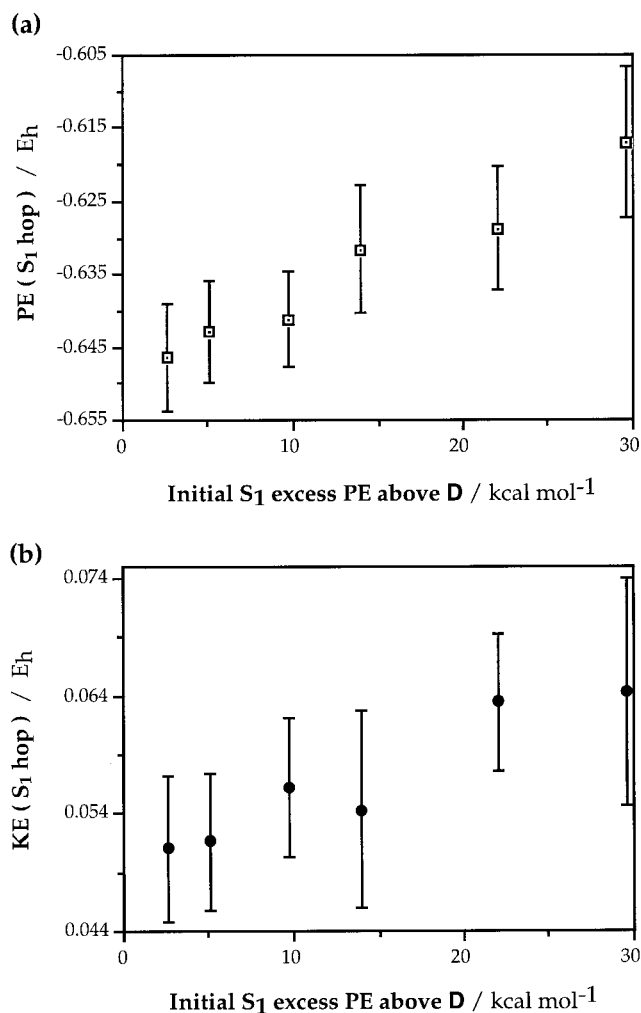 (a)
-0.605
-0.615
-0.625
-0.635
-0.645
-0.655
PE ( S1 hop ) / Eh
0 10 20 30
Initial S1 excess PE above D / kcal mol-1
(b)
0.074
0.064
0.054
0.044
KE ( S1 hop ) / Eh
0 10 20 30
Initial S1 excess PE above D / kcal mol-1